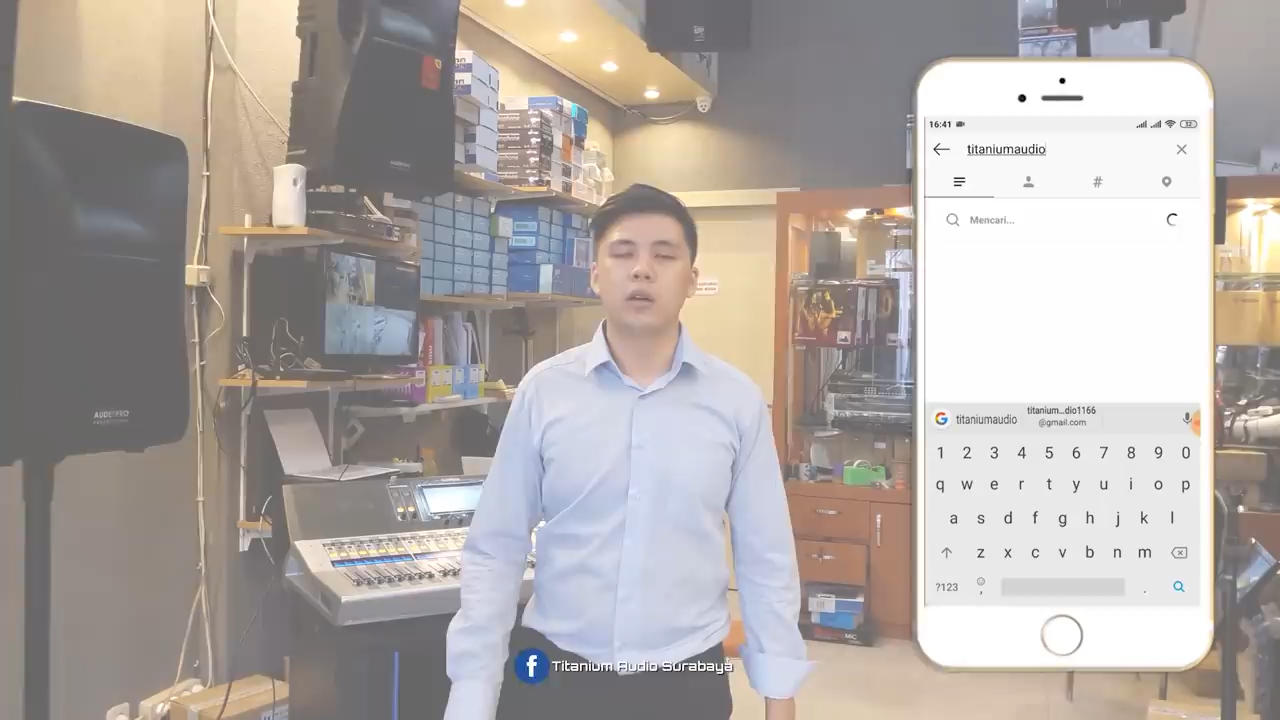 AUDEPRO
16:41
titaniumaudio
#
Mencari...
titaniumaudio
titanium...dio1166
@gmail.com
1 2 3 4 5 6 7 8 9 0
q w e r t y u i o p
a s d f g h j k l
z x c v b n m
?123 , .
Titanium Audio Surabaya